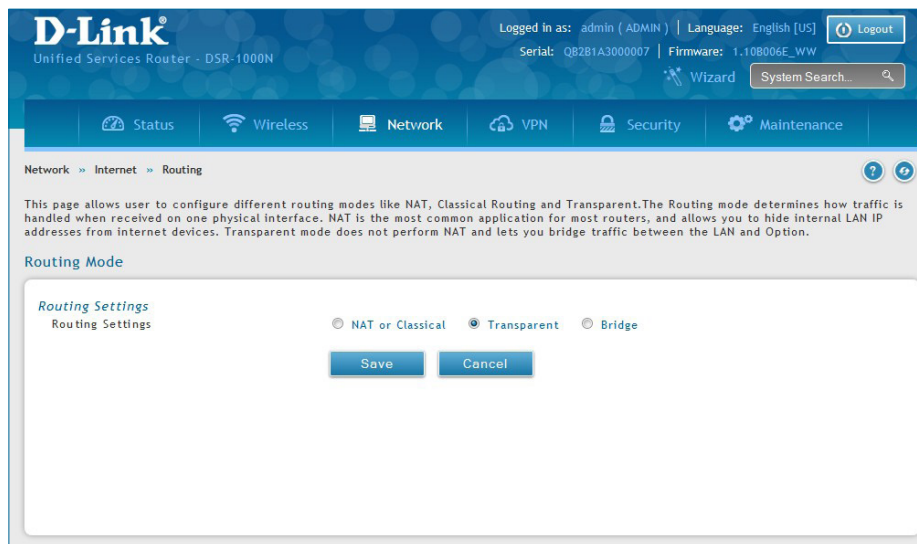 D-Link®
Unified Services Router - DSR-1000N
Logged in as: admin ( ADMIN ) | Language: English [US]
Logout
Serial: QB2B1A3000007 | Firmware: 1.10B006E_WW
Wizard
System Search...
Status
Wireless
Network
VPN
Security
Maintenance
Network » Internet » Routing
?
This page allows user to configure different routing modes like NAT, Classical Routing and Transparent.The Routing mode determines how traffic is
handled when received on one physical interface. NAT is the most common application for most routers, and allows you to hide internal LAN IP
addresses from internet devices. Transparent mode does not perform NAT and lets you bridge traffic between the LAN and Option.
Routing Mode
Routing Settings
Routing Settings
NAT or Classical
Transparent
Bridge
Save
Cancel